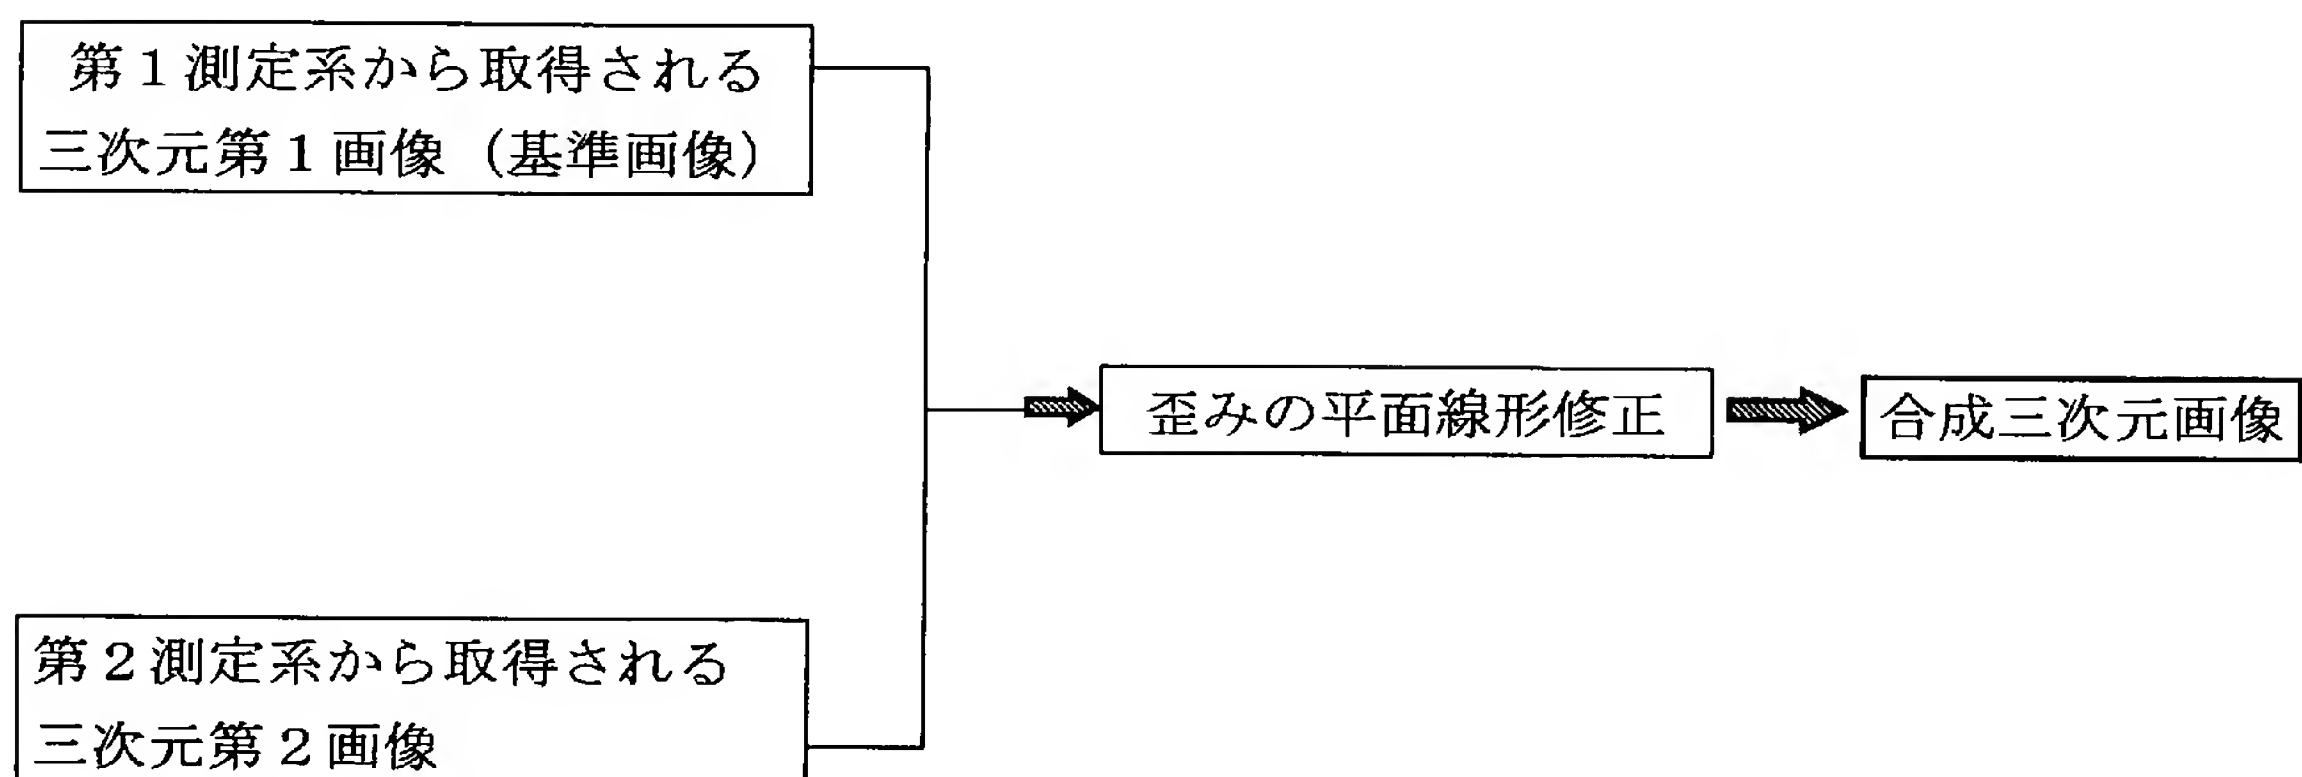 第1測定系から取得される
三次元第1画像（基準画像）
歪みの平面線形修正
合成三次元画像
第2測定系から取得される
三次元第2画像